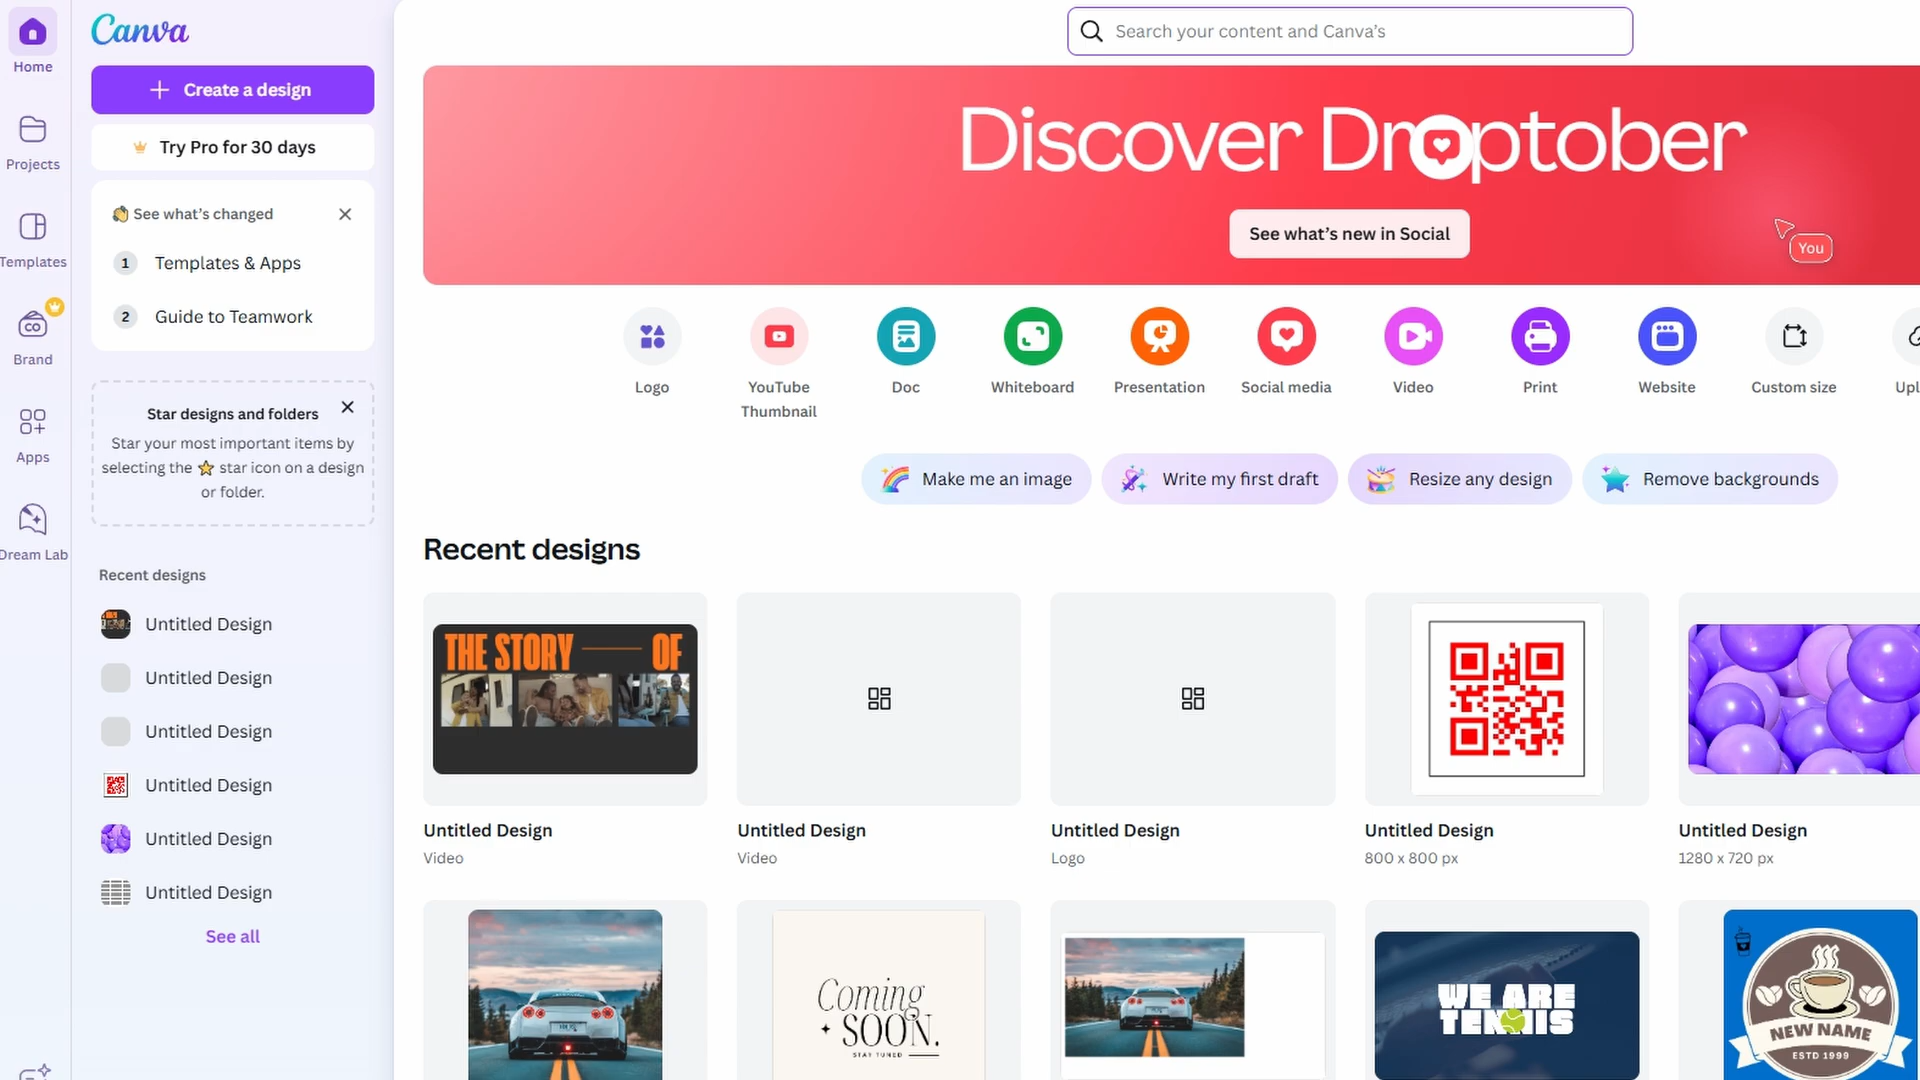 Canva
Home
Create a design
Projects
Try Pro for 30 days
Templates
See what's changed
1 Templates & Apps
2 Guide to Teamwork
Brand
Apps
Star designs and folders
Star your most important items by
selecting the star icon on a design
or folder.
Dream Lab
Recent designs
Untitled Design
Untitled Design
Untitled Design
Untitled Design
Untitled Design
Untitled Design
See all
Search your content and Canva's
Discover Droptober
See what's new in Social
You
Logo
YouTube
Thumbnail
Doc
Whiteboard
Presentation
Social media
Video
Print
Website
Custom size
Upl
Make me an image
Write my first draft
Resize any design
Remove backgrounds
Recent designs
THE STORY OF
Untitled Design
Video
Untitled Design
Video
Untitled Design
Logo
Untitled Design
800 x 800 px
Untitled Design
1280 x 720 px
Coming
SOON.
STAY TUNED
WE ARE
TENNIS
NEW NAME
ESTD 1999